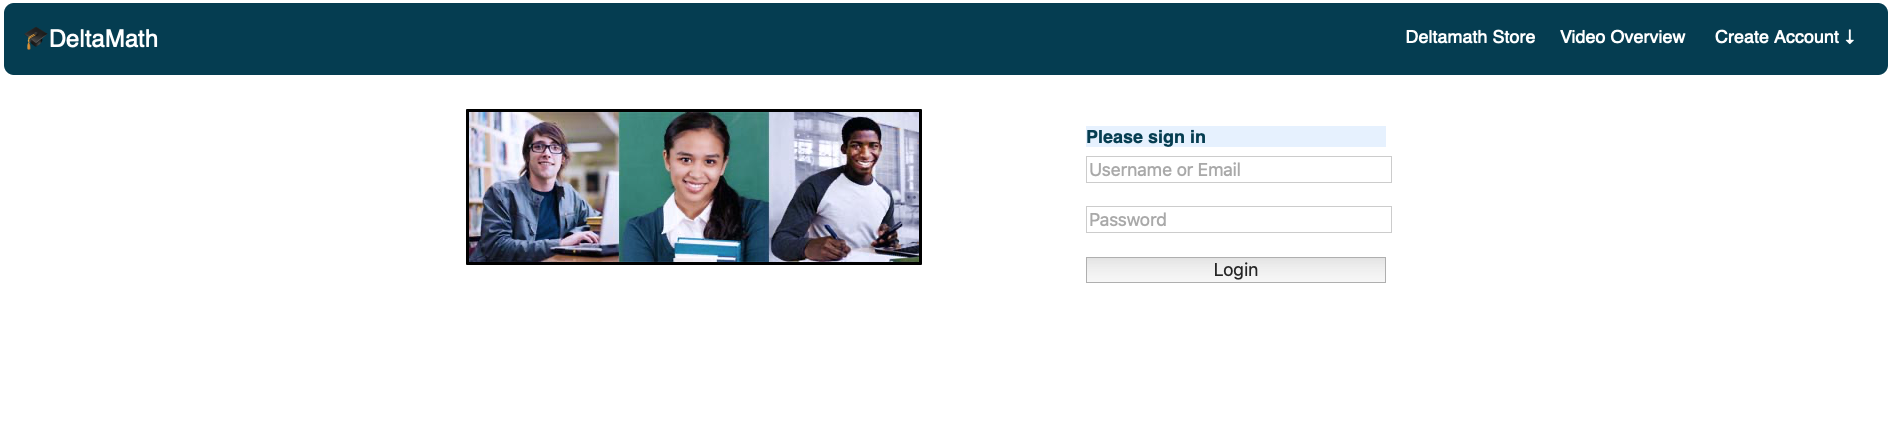 DeltaMath
Deltamath Store Video Overview Create Account ↓
Please sign in
Username or Email
Password
Login